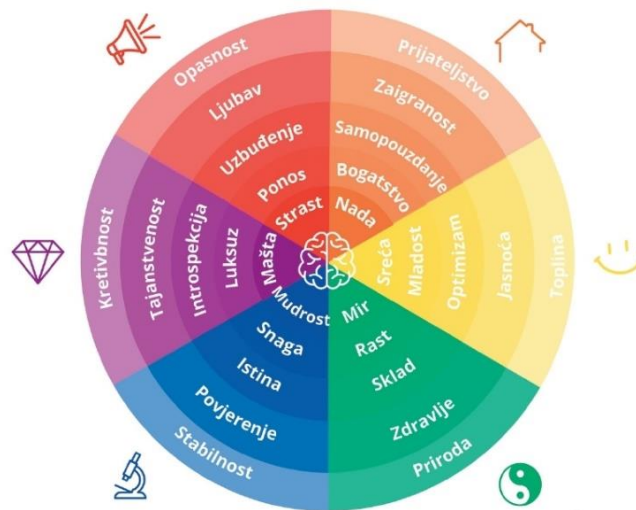 Opasnost
Ljubav
Uzbuđenje
Ponos
Strast
Prijateljstvo
Zaigranost
Samopouzdanje
Bogatstvo
Nada
Toplina
Jasnoća
Optimizam
Mladost
Sreća
Mir
Rast
Sklad
Zdravlje
Priroda
Mudrost
Snaga
Istina
Povjerenje
Stabilnost
Kretivbnost
Tajanstvenost
Introspekcija
Luksuz
Mašta